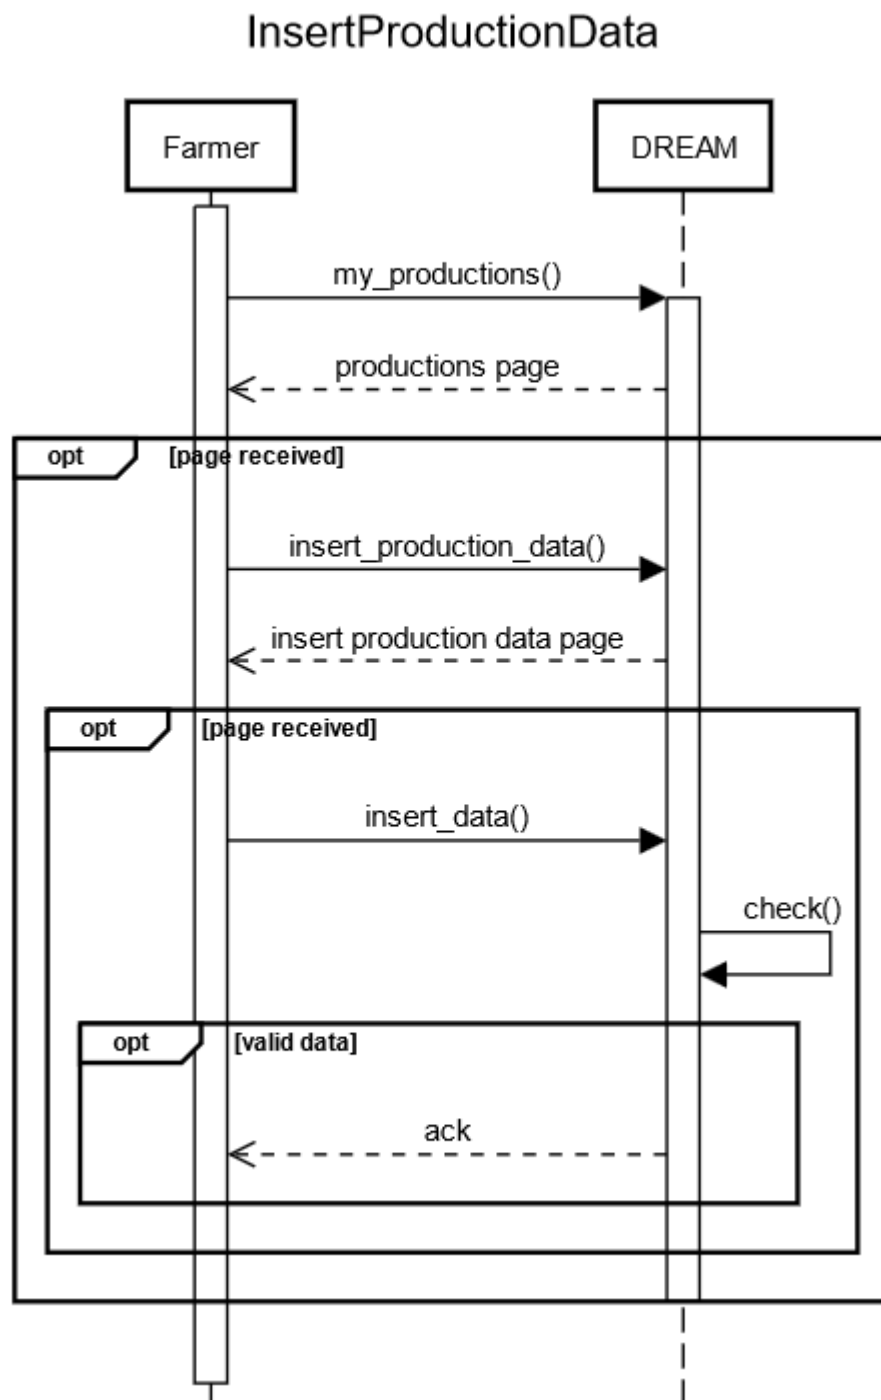 InsertProductionData
Farmer
DREAM
my_productions()
productions page
opt
[page received]
insert_production_data()
insert production data page
opt
[page received]
insert_data()
check()
opt
[valid data]
ack